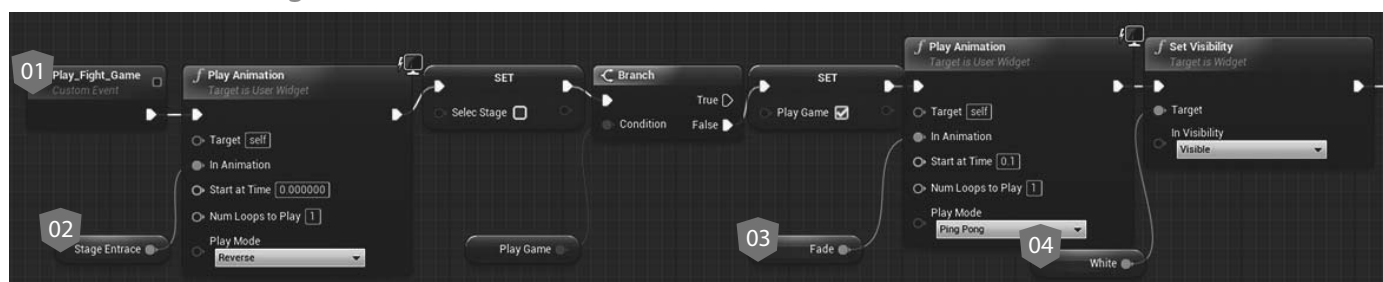 01
Play_Fight_Game
Custom Event
02
Stage Entrace
Play Animation
Target is User Widget
Target self
In Animation
Start at Time 0.000000
Num Loops to Play 1
Play Mode
Reverse
SET
Selec Stage
Play Game
Branch
Condition
True
False
SET
Play Game
03
Fade
Play Animation
Target is User Widget
Target self
In Animation
Start at Time 0.1
Num Loops to Play 1
Play Mode
Ping Pong
04
White
Set Visibility
Target is Widget
Target
In Visibility
Visible